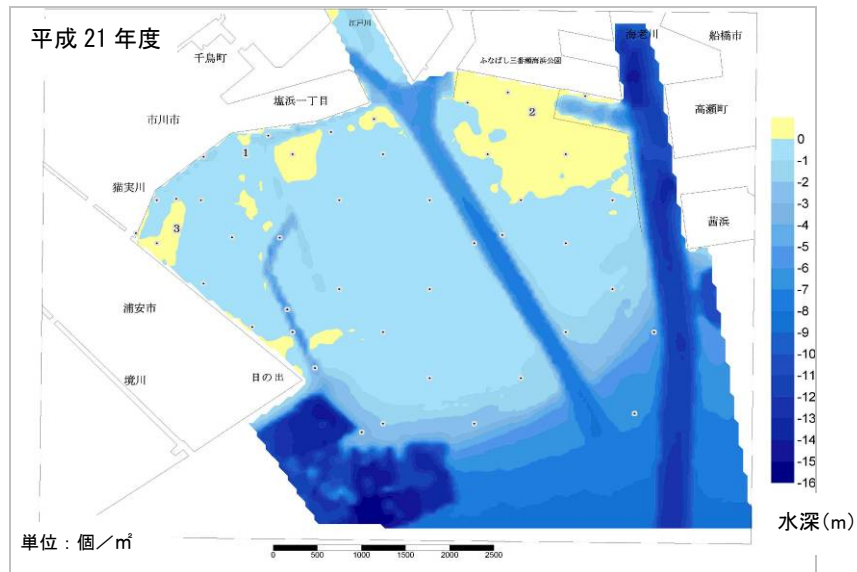 平成 21 年度
江戸川
海老川
船橋市
千鳥町
ふなばし三番瀬海浜公園
塩浜一丁目
高瀬町
市川市
2
1
猫実川
茜浜
3
浦安市
境川
日の出
0
-1
-2
-3
-4
-5
-6
-7
-8
-9
-10
-11
-12
-13
-14
-15
-16
水深(m)
単位：個／㎡
0 500 1000 1500 2000 2500